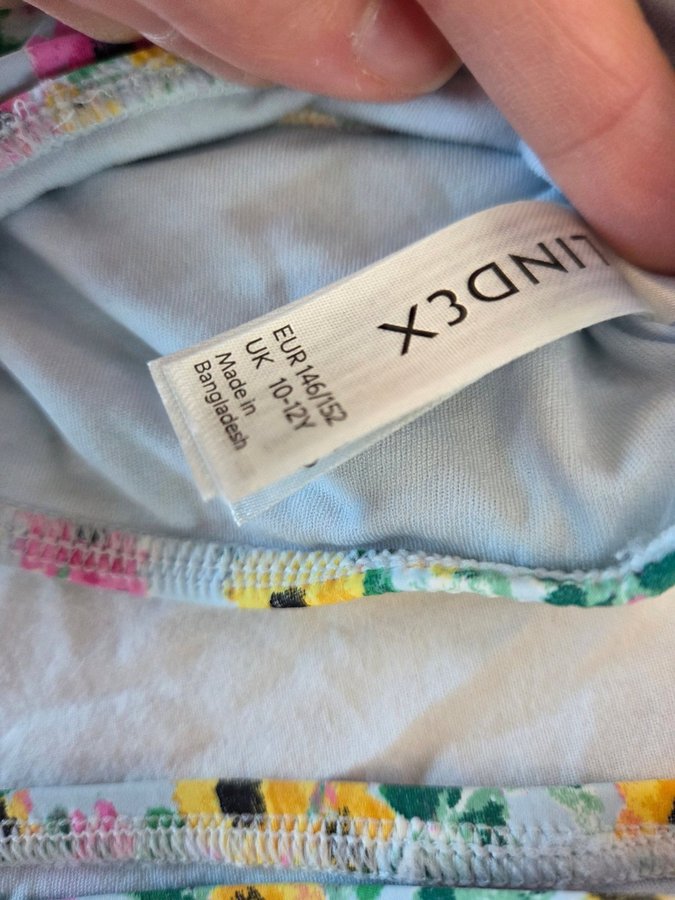 LINDEX
EUR 146/152
UK 10-12Y
Made in
Bangladesh